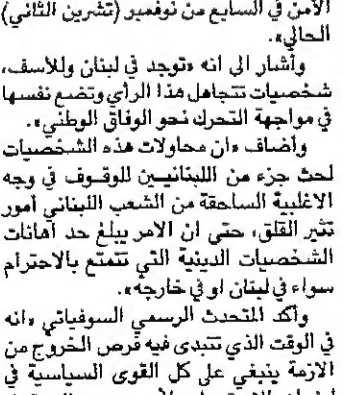 الأمن في السابع من نوفمبر (تشرين الثاني)
الحالي».
وأشار الى انه «توجد في لبنان وللأسف،
شخصيات تتجاهل هذا الرأي وتضع نفسها
في مواجهة التحرك نحو الوفاق الوطني».
وأضاف «ان محاولات هذه الشخصيات
لحث جزء من اللبنانيين للوقوف في وجه
الاغلبية الساحقة من الشعب اللبناني أمور
تثير القلق، حتى ان الامر يبلغ حد اهانات
الشخصيات الدينية التي تتمتع بالاحترام
سواء في لبنان او في خارجه».
وأكد المتحدث الرسمي السوفياتي «انه
في الوقت الذي تتبدى فيه فرص الخروج من
الازمة ينبغي على كل القوى السياسية في